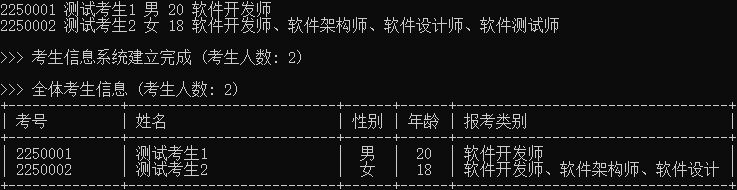 2250001 测试考生1 男 20 软件开发师
2250002 测试考生2 女 18 软件开发师、软件架构师、软件设计师、软件测试师
>>> 考生信息系统建立完成 (考生人数: 2)
>>> 全体考生信息 (考生人数: 2)
| 考号 | 姓名 | 性别 | 年龄 | 报考类别 |
| 2250001 | 测试考生1 | 男 | 20 | 软件开发师
| 2250002 | 测试考生2 | 女 | 18 | 软件开发师、软件架构师、软件设计